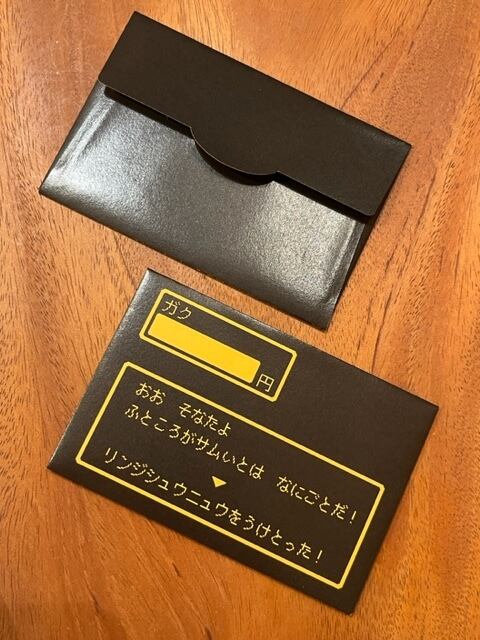 ガク
円
おお　そなたよ
ふところがサムいとは　なにごとだ！
▼
リンジシュウニュウをうけとった！